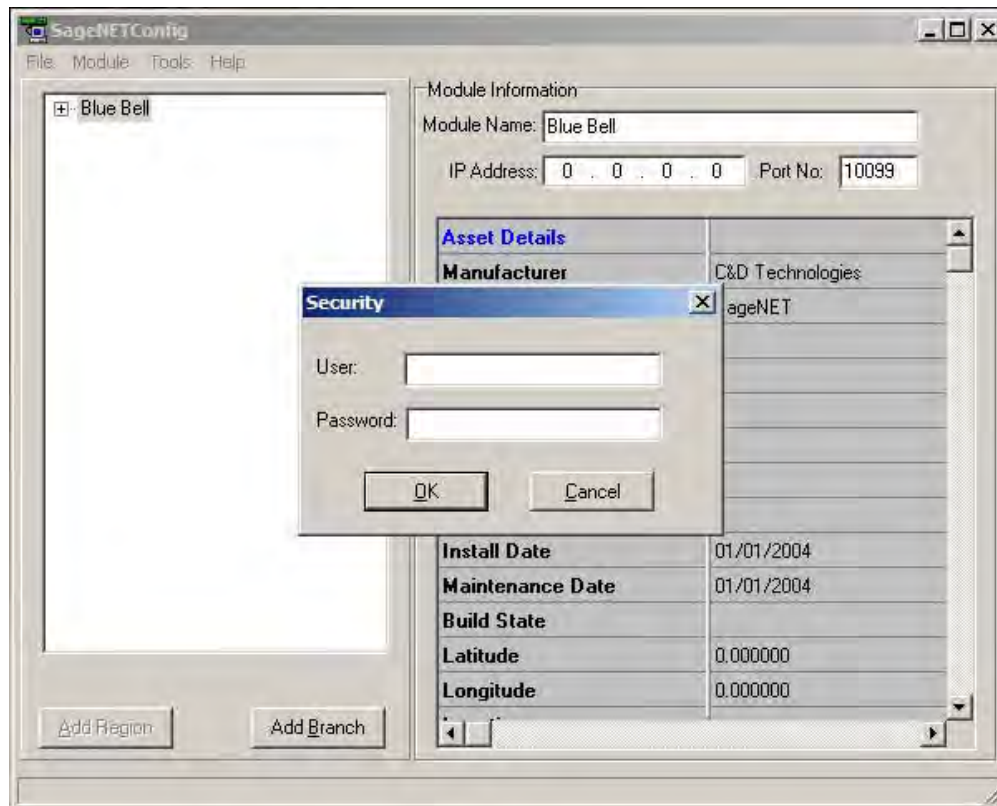 SageNETConfig
File Module Tools Help
Blue Bell
Module Information
Module Name: Blue Bell
IP Address: 0 . 0 . 0 . 0 Port No: 10099
Asset Details
Manufacturer C&D Technologies
ageNET
Security
User:
Password:
OK Cancel
Install Date 01/01/2004
Maintenance Date 01/01/2004
Build State
Latitude 0.000000
Longitude 0.000000
Add Region Add Branch